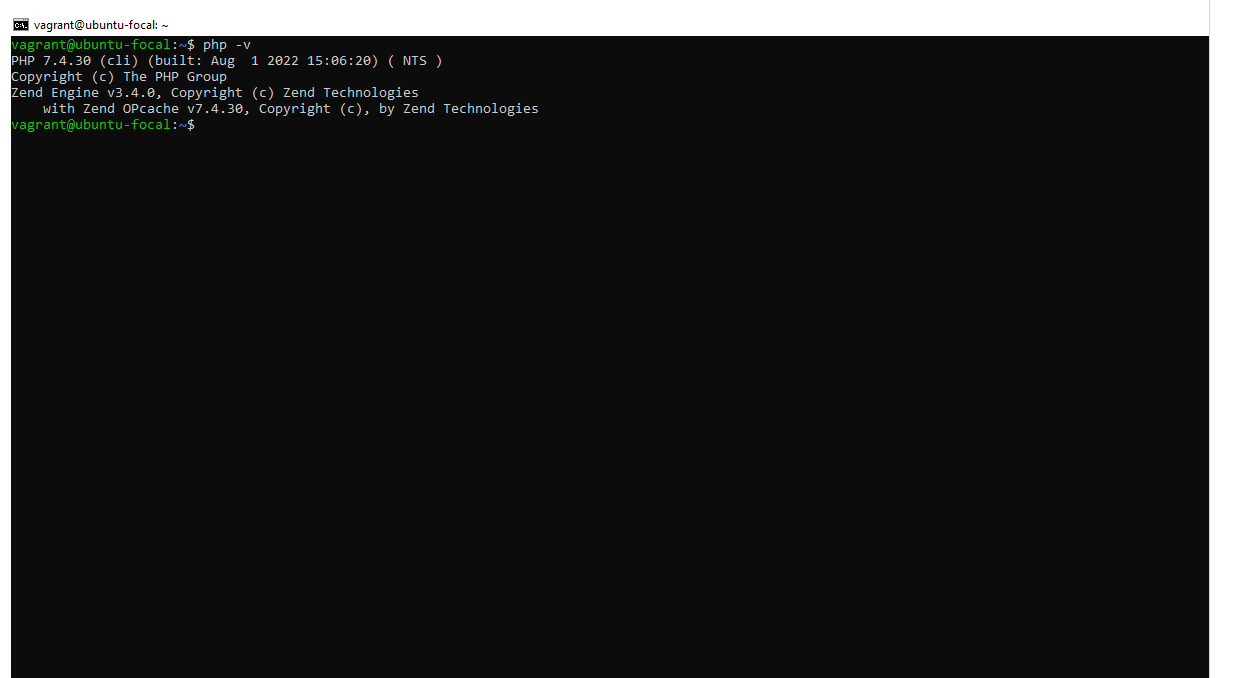 vagrant@ubuntu-focal: ~
vagrant@ubuntu-focal:~$ php -v
PHP 7.4.30 (cli) (built: Aug  1 2022 15:06:20) ( NTS )
Copyright (c) The PHP Group
Zend Engine v3.4.0, Copyright (c) Zend Technologies
    with Zend OPcache v7.4.30, Copyright (c), by Zend Technologies
vagrant@ubuntu-focal:~$